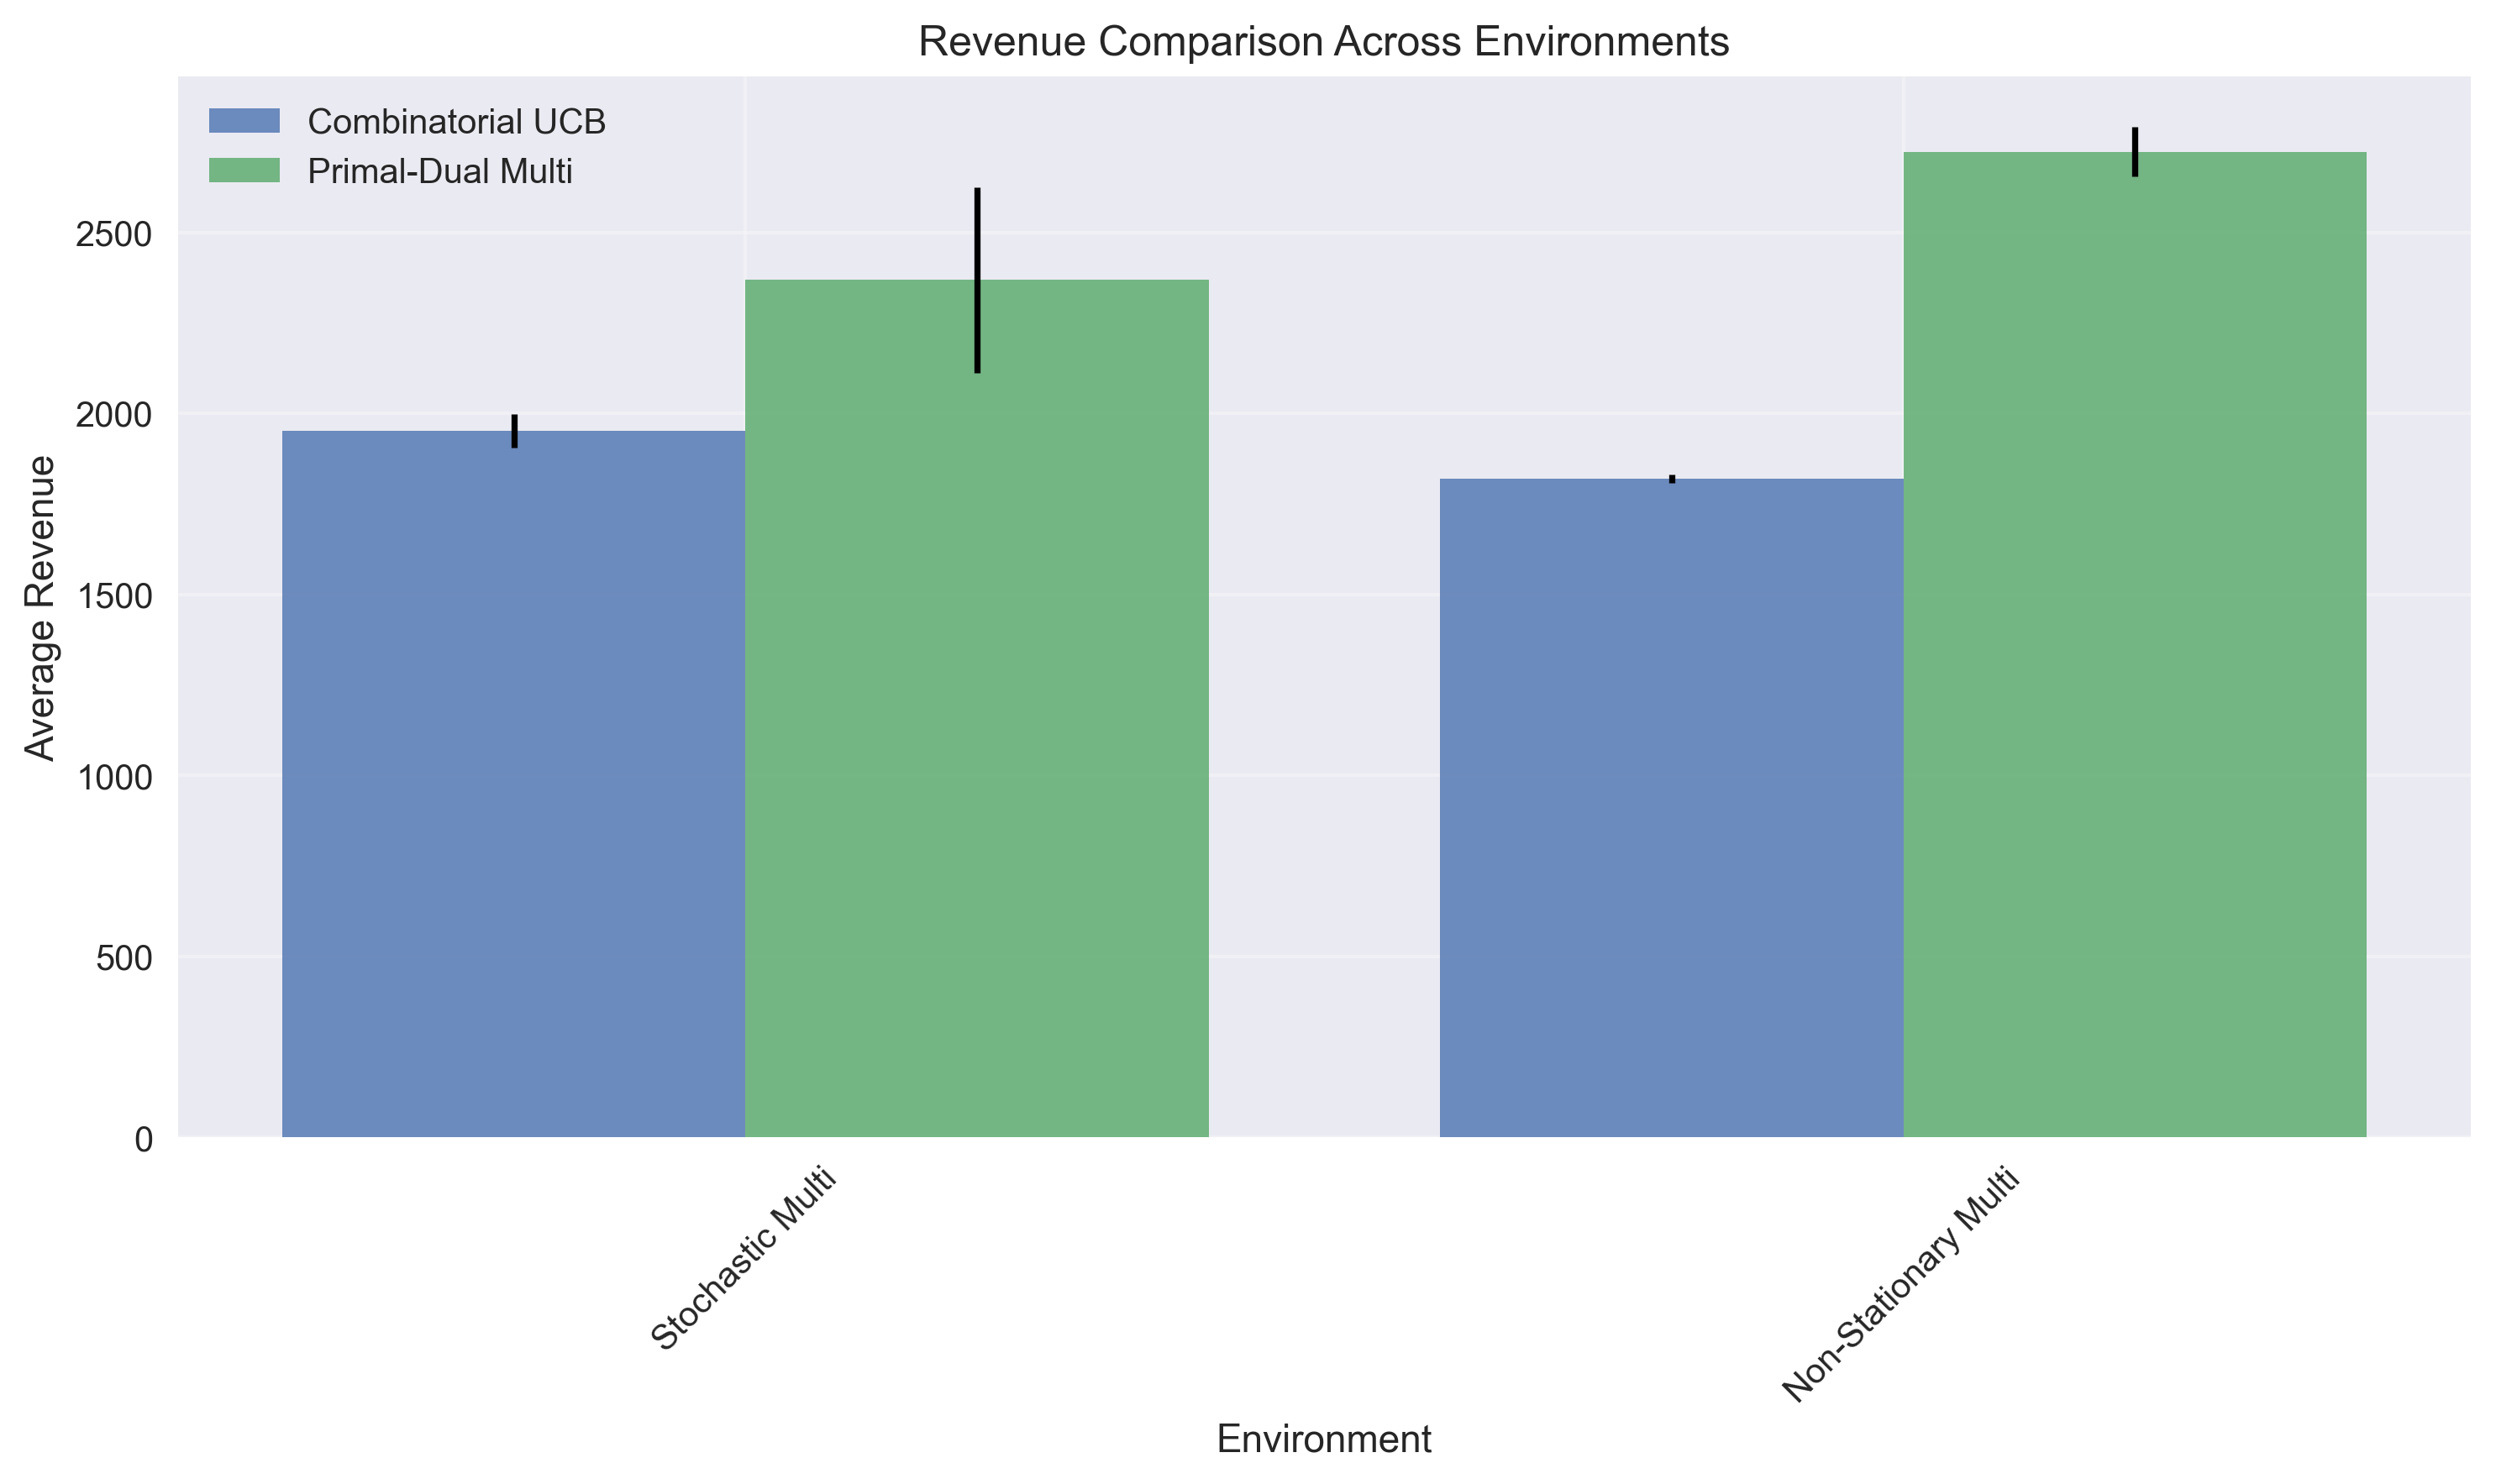 Revenue Comparison Across Environments
Combinatorial UCB
Primal-Dual Multi
Average Revenue
2500
2000
1500
1000
500
0
Stochastic Multi
Non-Stationary Multi
Environment